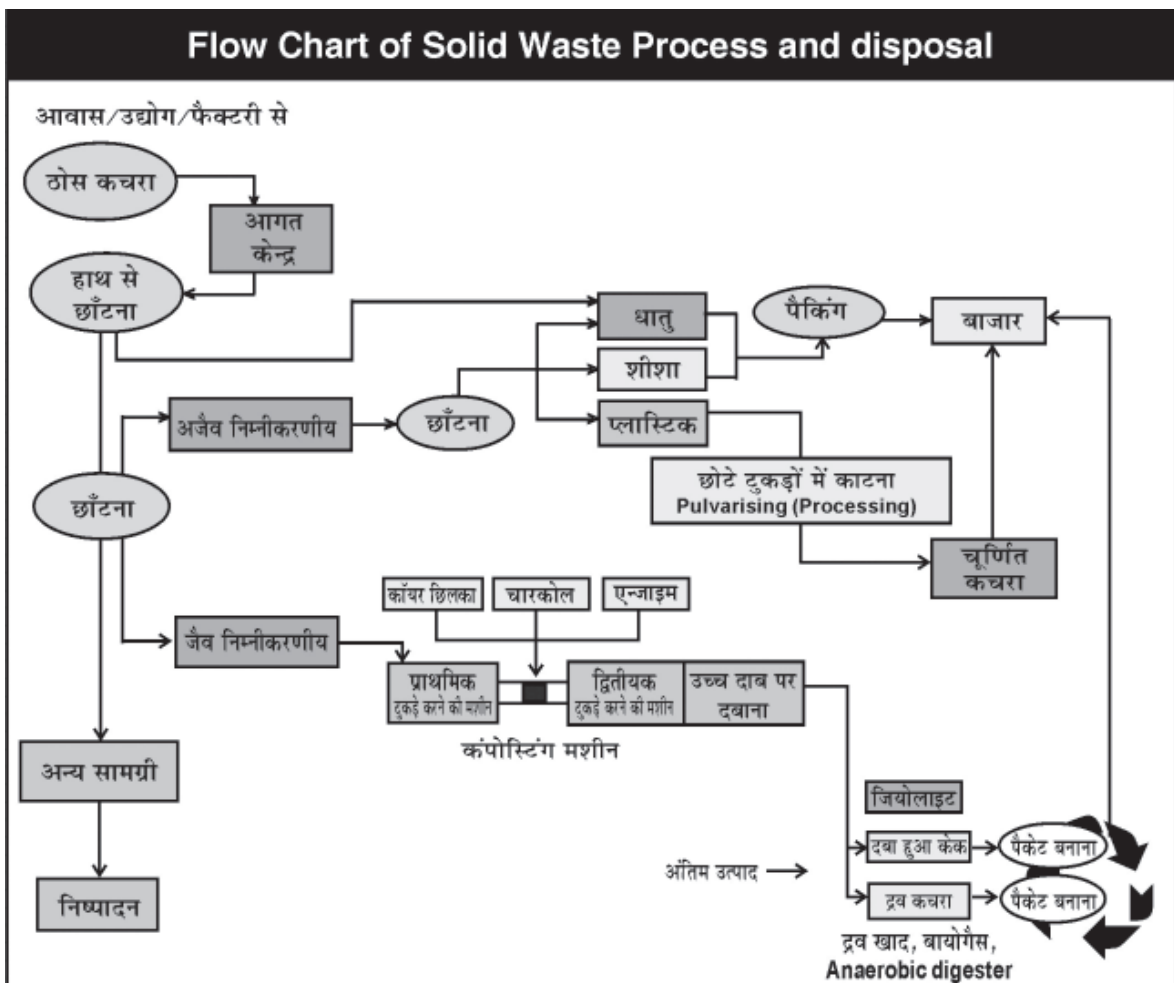 Flow Chart of Solid Waste Process and disposal
आवास/उद्योग/फैक्टरी से
ठोस कचरा
आगत
केन्द्र
हाथ से
छाँटना
धातु
पैकिंग
बाजार
शीशा
अजैव निम्नीकरणीय
छाँटना
प्लास्टिक
छोटे टुकड़ों में काटना
Pulvarising (Processing)
छाँटना
चूर्णित
कचरा
कॉयर छिलका
चारकोल
एन्जाइम
जैव निम्नीकरणीय
प्राथमिक
टुकड़े करने की मशीन
द्वितीयक
टुकड़े करने की मशीन
उच्च दाब पर
दबाना
कंपोस्टिंग मशीन
अन्य सामग्री
जियोलाइट
दबा हुआ केक
पैकेट बनाना
अंतिम उत्पाद
निष्पादन
द्रव कचरा
पैकेट बनाना
द्रव खाद, बायोगैस,
Anaerobic digester